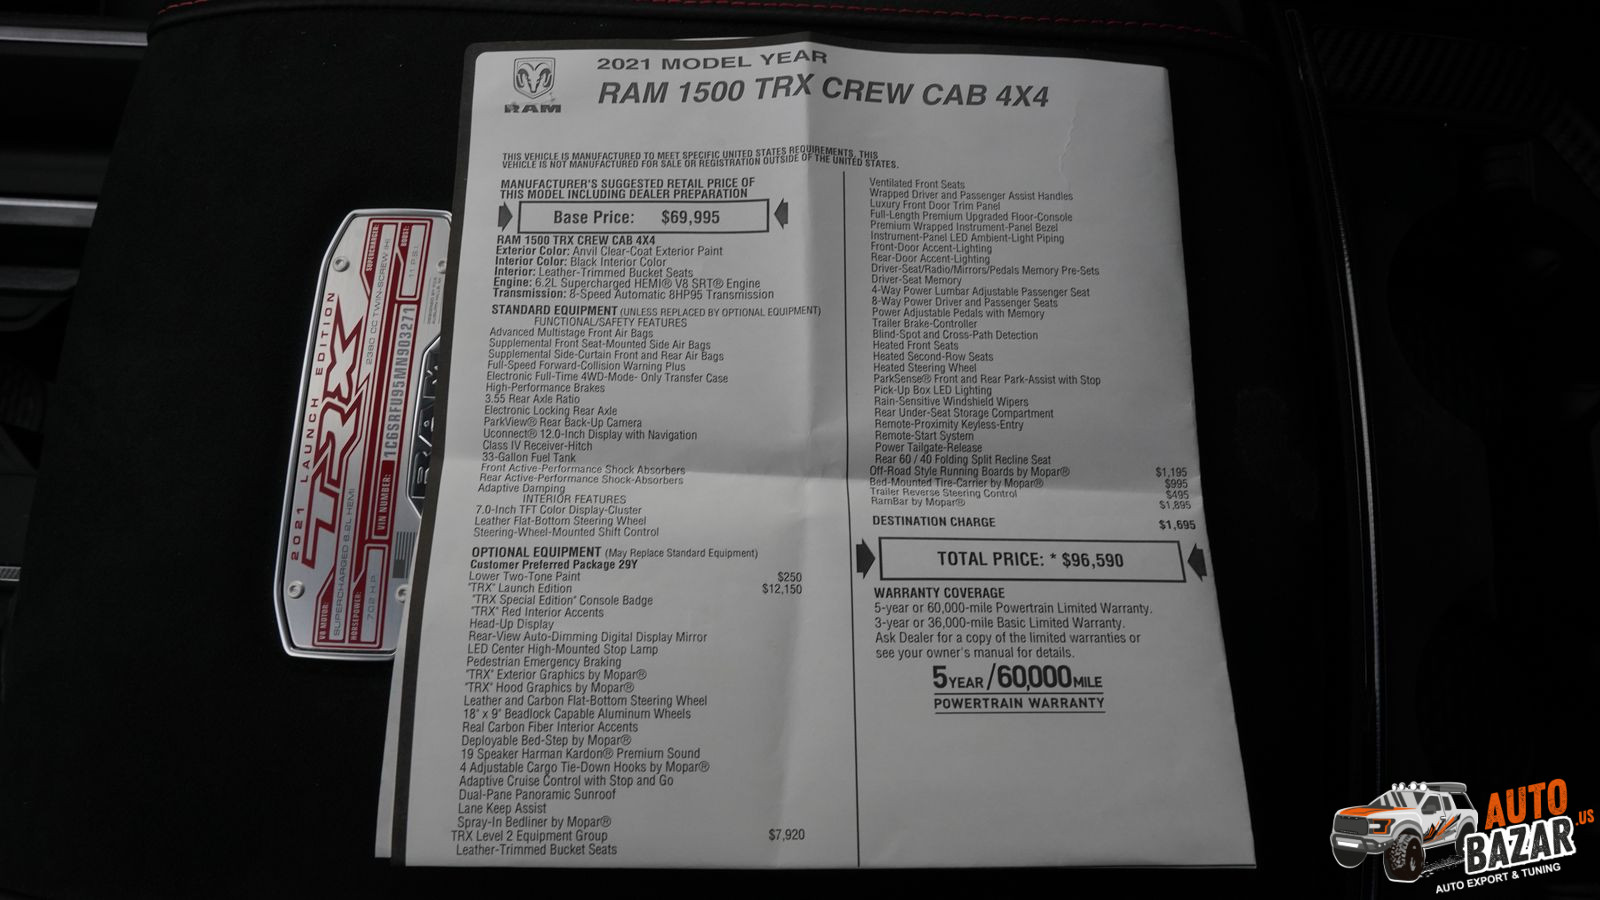 2021 MODEL YEAR
RAM 1500 TRX CREW CAB 4X4
RAM
THIS VEHICLE IS MANUFACTURED TO MEET SPECIFIC UNITED STATES REQUIREMENTS, THIS
VEHICLE IS NOT MANUFACTURED FOR SALE OR REGISTRATION OUTSIDE OF THE UNITED STATES.
MANUFACTURER'S SUGGESTED RETAIL PRICE OF
THIS MODEL INCLUDING DEALER PREPARATION
Base Price: $69,995
RAM 1500 TRX CREW CAB 4X4
Exterior Color: Anvil Clear-Coat Exterior Paint
Interior Color: Black Interior Color
Interior: Leather-Trimmed Bucket Seats
Engine: 6.2L Supercharged HEMI® V8 SRT® Engine
Transmission: 8-Speed Automatic 8HP95 Transmission
STANDARD EQUIPMENT (UNLESS REPLACED BY OPTIONAL EQUIPMENT)
FUNCTIONAL/SAFETY FEATURES
Advanced Multistage Front Air Bags
Supplemental Front Seat-Mounted Side Air Bags
Supplemental Side-Curtain Front and Rear Air Bags
Full-Speed Forward-Collision Warning Plus
Electronic Full-Time 4WD-Mode- Only Transfer Case
High-Performance Brakes
3.55 Rear Axle Ratio
Electronic Locking Rear Axle
ParkView® Rear Back-Up Camera
Uconnect® 12.0-Inch Display with Navigation
Class IV Receiver-Hitch
33-Gallon Fuel Tank
Front Active-Performance Shock Absorbers
Rear Active-Performance Shock-Absorbers
Adaptive Damping
INTERIOR FEATURES
7.0-Inch TFT Color Display-Cluster
Leather Flat-Bottom Steering Wheel
Steering-Wheel-Mounted Shift Control
OPTIONAL EQUIPMENT (May Replace Standard Equipment)
Customer Preferred Package 29Y
Lower Two-Tone Paint $250
"TRX" Launch Edition $12,150
"TRX Special Edition" Console Badge
"TRX" Red Interior Accents
Head-Up Display
Rear-View Auto-Dimming Digital Display Mirror
LED Center High-Mounted Stop Lamp
Pedestrian Emergency Braking
"TRX" Exterior Graphics by Mopar®
"TRX" Hood Graphics by Mopar®
Leather and Carbon Flat-Bottom Steering Wheel
18" x 9" Beadlock Capable Aluminum Wheels
Real Carbon Fiber Interior Accents
Deployable Bed-Step by Mopar®
19 Speaker Harman Kardon® Premium Sound
4 Adjustable Cargo Tie-Down Hooks by Mopar®
Adaptive Cruise Control with Stop and Go
Dual-Pane Panoramic Sunroof
Lane Keep Assist
Spray-In Bedliner by Mopar®
TRX Level 2 Equipment Group $7,920
Leather-Trimmed Bucket Seats
Ventilated Front Seats
Wrapped Driver and Passenger Assist Handles
Luxury Front Door Trim Panel
Full-Length Premium Upgraded Floor-Console
Premium Wrapped Instrument-Panel Bezel
Instrument-Panel LED Ambient-Light Piping
Front-Door Accent-Lighting
Rear-Door Accent-Lighting
Driver-Seat/Radio/Mirrors/Pedals Memory Pre-Sets
Driver-Seat Memory
4-Way Power Lumbar Adjustable Passenger Seat
8-Way Power Driver and Passenger Seats
Power Adjustable Pedals with Memory
Trailer Brake-Controller
Blind-Spot and Cross-Path Detection
Heated Front Seats
Heated Second-Row Seats
Heated Steering Wheel
ParkSense® Front and Rear Park-Assist with Stop
Pick-Up Box LED Lighting
Rain-Sensitive Windshield Wipers
Rear Under-Seat Storage Compartment
Remote-Proximity Keyless-Entry
Remote-Start System
Power Tailgate-Release
Rear 60 / 40 Folding Split Recline Seat
Off-Road Style Running Boards by Mopar® $1,195
Bed-Mounted Tire-Carrier by Mopar® $995
Trailer Reverse Steering Control $495
RamBar by Mopar® $1,895
DESTINATION CHARGE $1,695
TOTAL PRICE: * $96,590
WARRANTY COVERAGE
5-year or 60,000-mile Powertrain Limited Warranty.
3-year or 36,000-mile Basic Limited Warranty.
Ask Dealer for a copy of the limited warranties or
see your owner's manual for details.
5 YEAR / 60,000 MILE
POWERTRAIN WARRANTY
2021 LAUNCH EDITION
TRX
V8 MOTOR:
SUPERCHARGED 6.2L HEMI
SUPERCHARGER:
2380 CC TWIN-SCREW IHI
HORSEPOWER:
702 H.P.
VIN NUMBER:
1C6SRFU95MN903271
BOOST:
11 P.S.I.
RAM
AUTO
BAZAR.us
AUTO EXPORT & TUNING